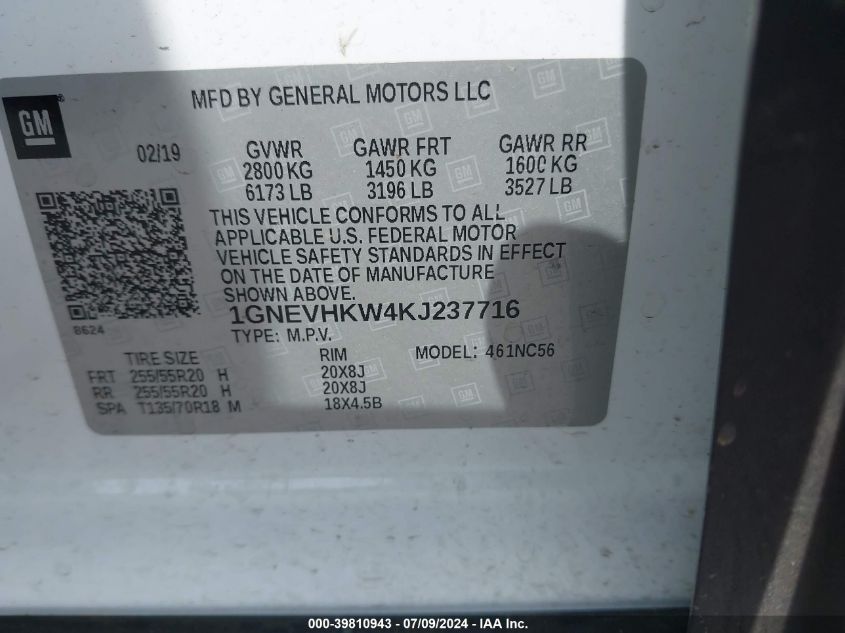 GM
MFD BY GENERAL MOTORS LLC
02/19
GVWR GAWR FRT GAWR RR
2800 KG 1450 KG 1600 KG
6173 LB 3196 LB 3527 LB
THIS VEHICLE CONFORMS TO ALL
APPLICABLE U.S. FEDERAL MOTOR
VEHICLE SAFETY STANDARDS IN EFFECT
ON THE DATE OF MANUFACTURE
SHOWN ABOVE.
8624
1GNEVHKW4KJ237716
TYPE: M.P.V.
TIRE SIZE RIM MODEL: 461NC56
FRT 255/55R20 H 20X8J
RR 255/55R20 H 20X8J
SPA T135/70R18 M 18X4.5B
000-39810943 - 07/09/2024 - IAA Inc.